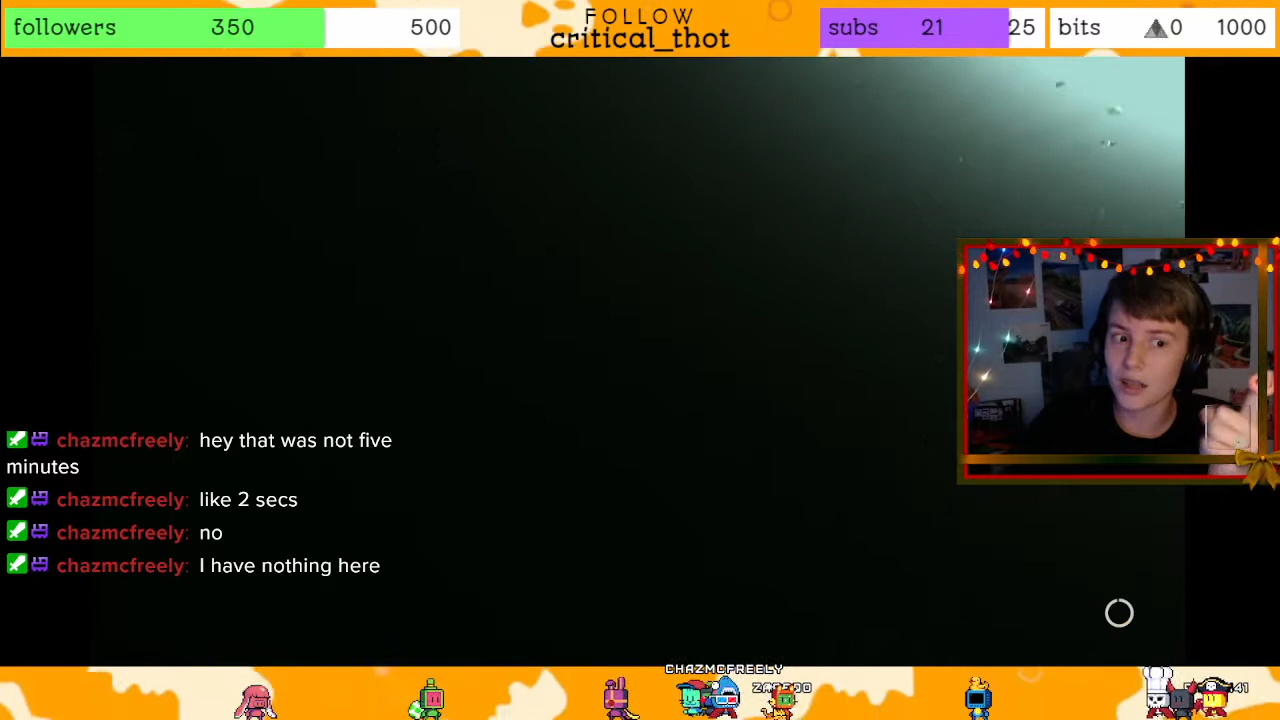 followers 350 500
FOLLOW
critical_thot
subs 21 25
bits 0 1000
chazmcfreely: hey that was not five
minutes
chazmcfreely: like 2 secs
chazmcfreely: no
chazmcfreely: I have nothing here
CHAZMCFREELY